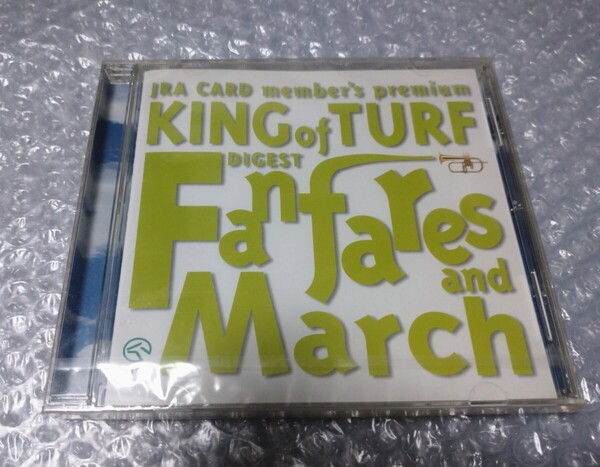 JRA CARD member's premium
KING of TURF
DIGEST
Fanfares
and
March